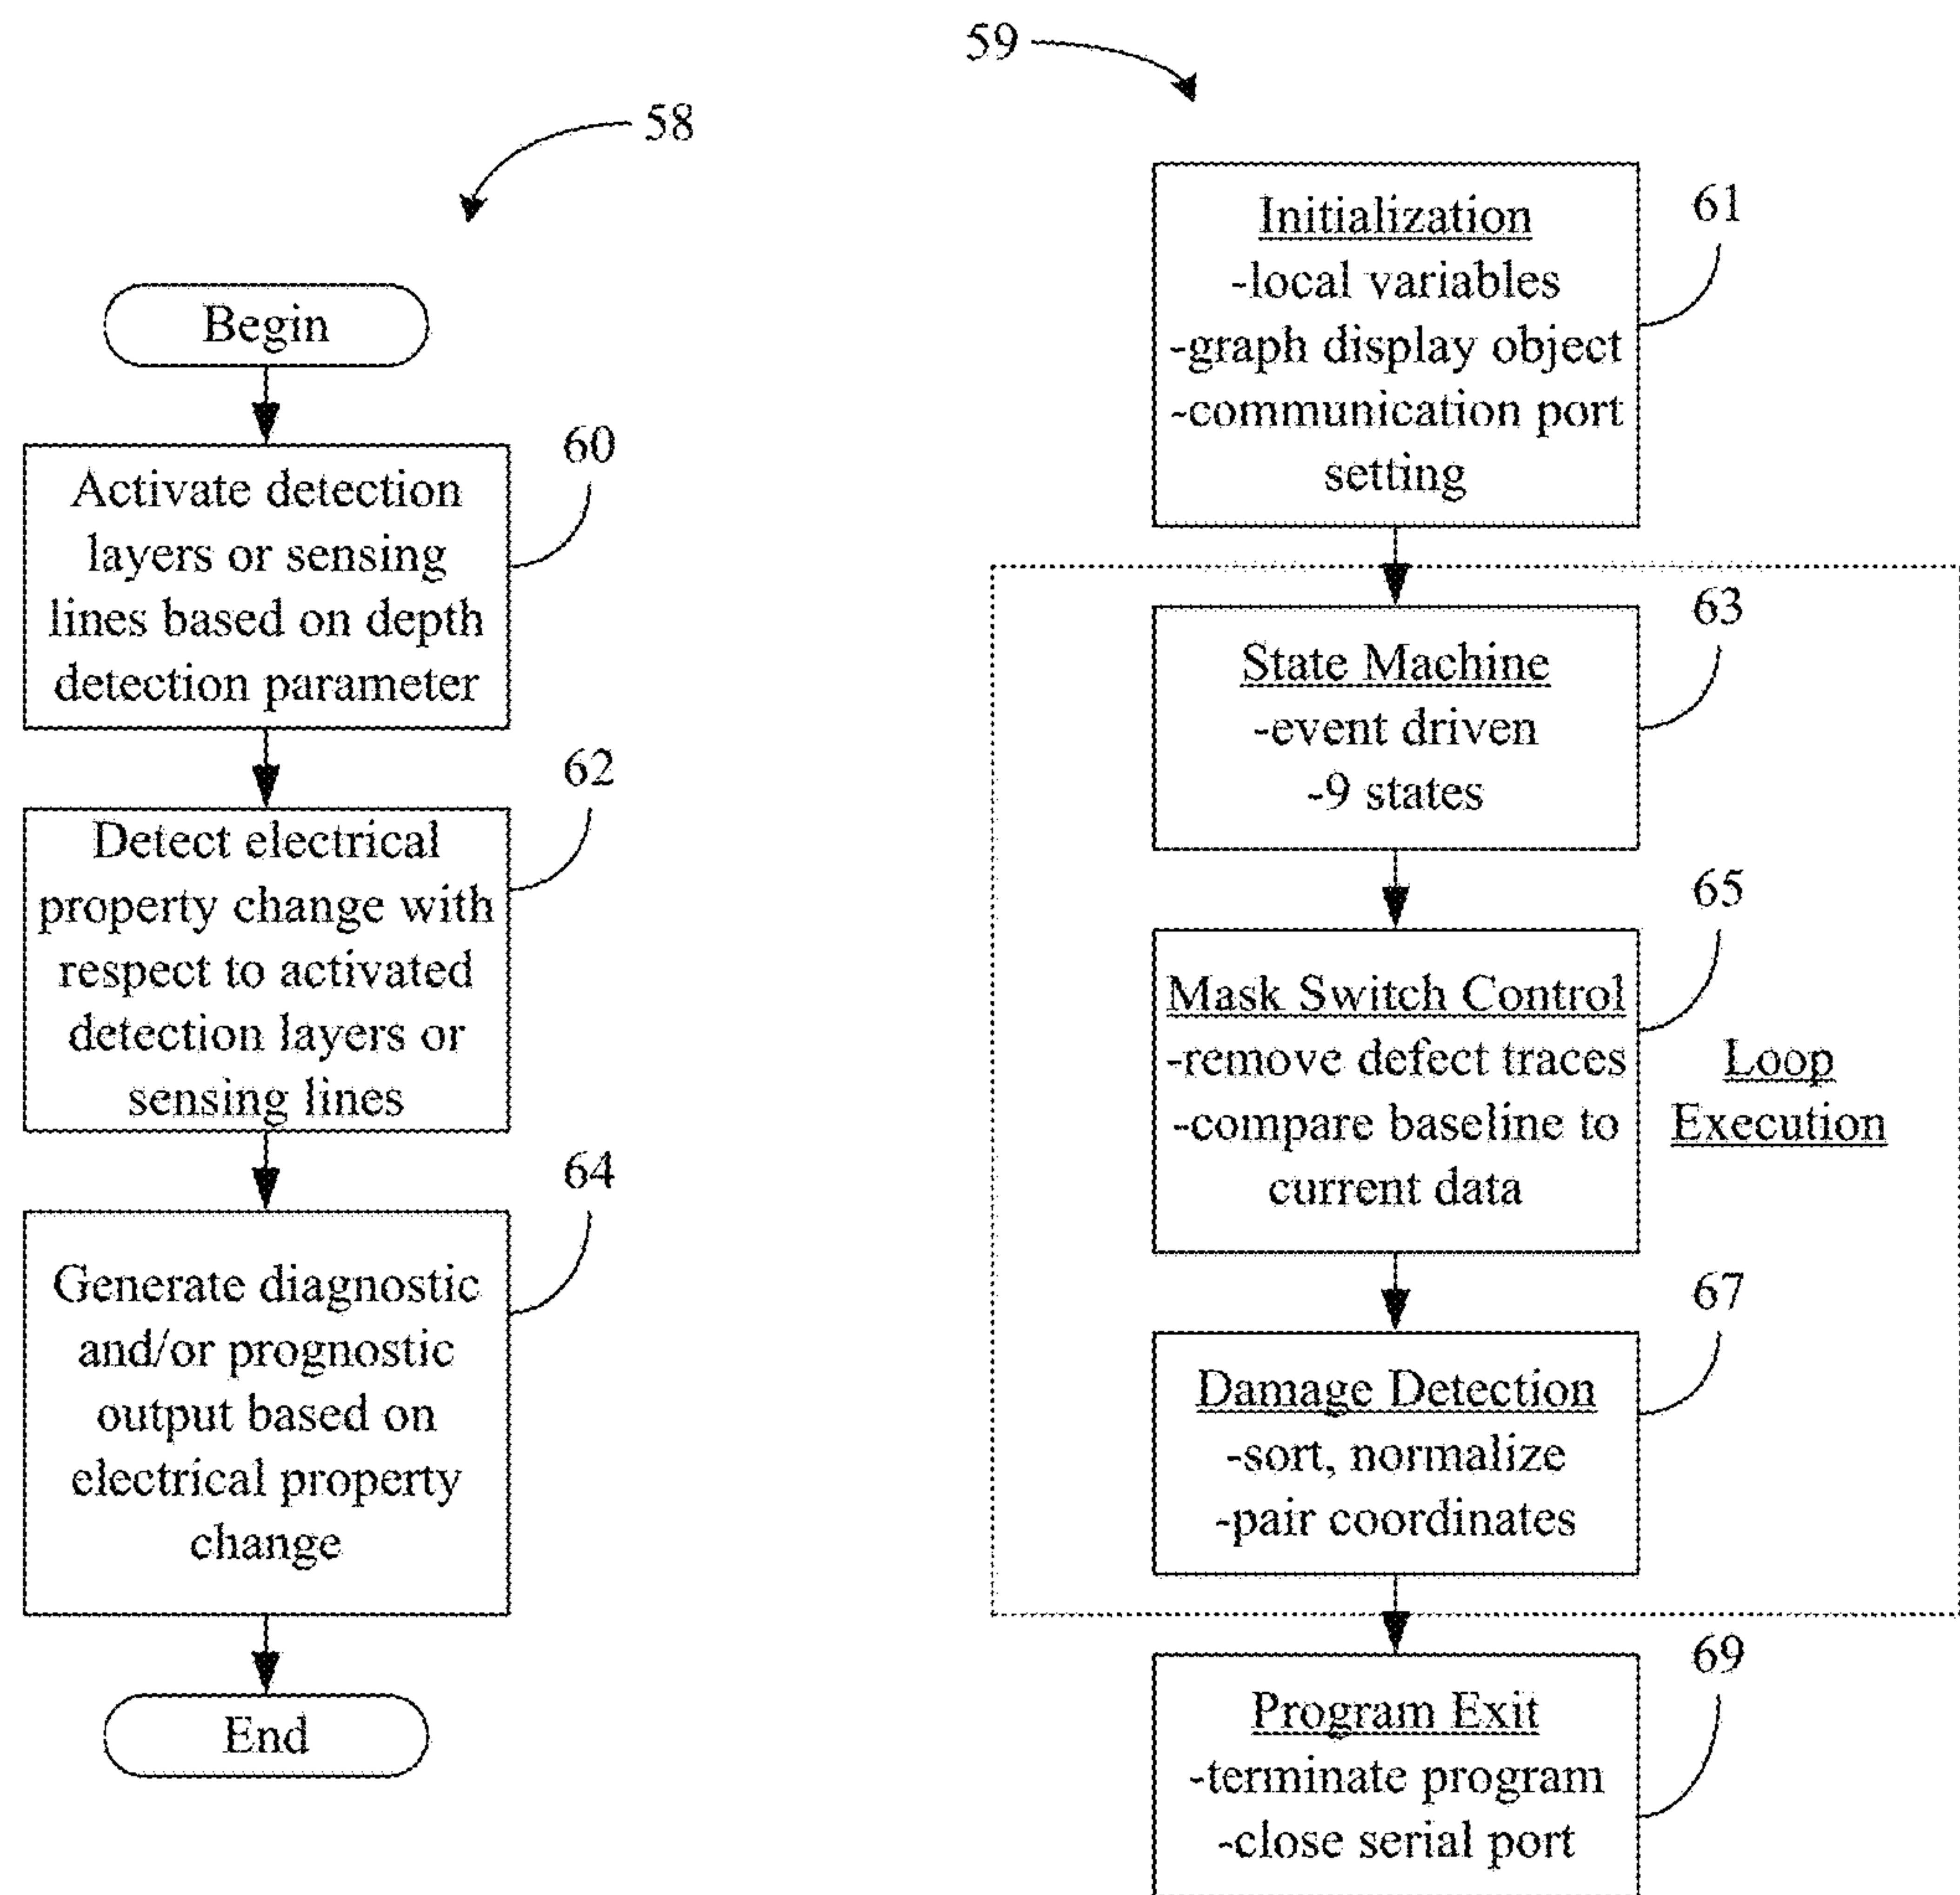 58
Begin
60
Activate detection
layers or sensing
lines based on depth
detection parameter
62
Detect electrical
property change with
respect to activated
detection layers or
sensing lines
64
Generate diagnostic
and/or prognostic
output based on
electrical property
change
End
59
61
Initialization
-local variables
-graph display object
-communication port
setting
63
State Machine
-event driven
-9 states
65
Mask Switch Control
-remove defect traces
-compare baseline to
current data
Loop
Execution
67
Damage Detection
-sort, normalize
-pair coordinates
69
Program Exit
-terminate program
-close serial port